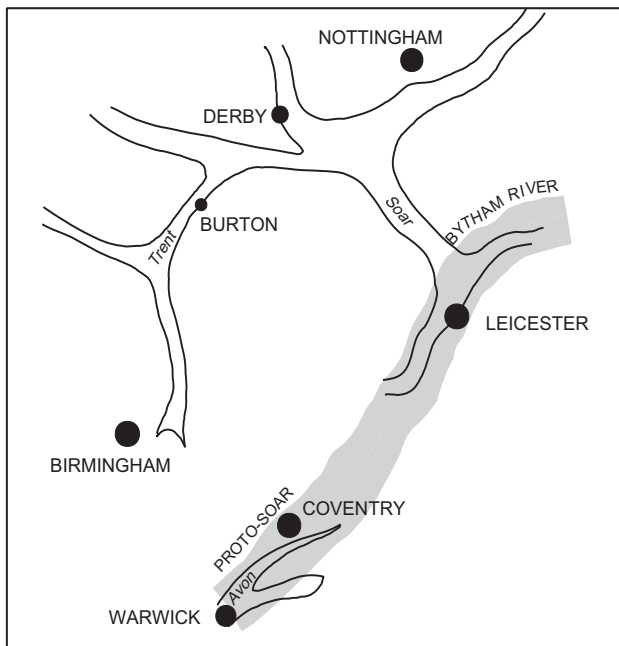 NOTTINGHAM
DERBY
BYTHAM RIVER
Soar
BURTON
Trent
LEICESTER
BIRMINGHAM
PROTO-SOAR
COVENTRY
Avon
WARWICK